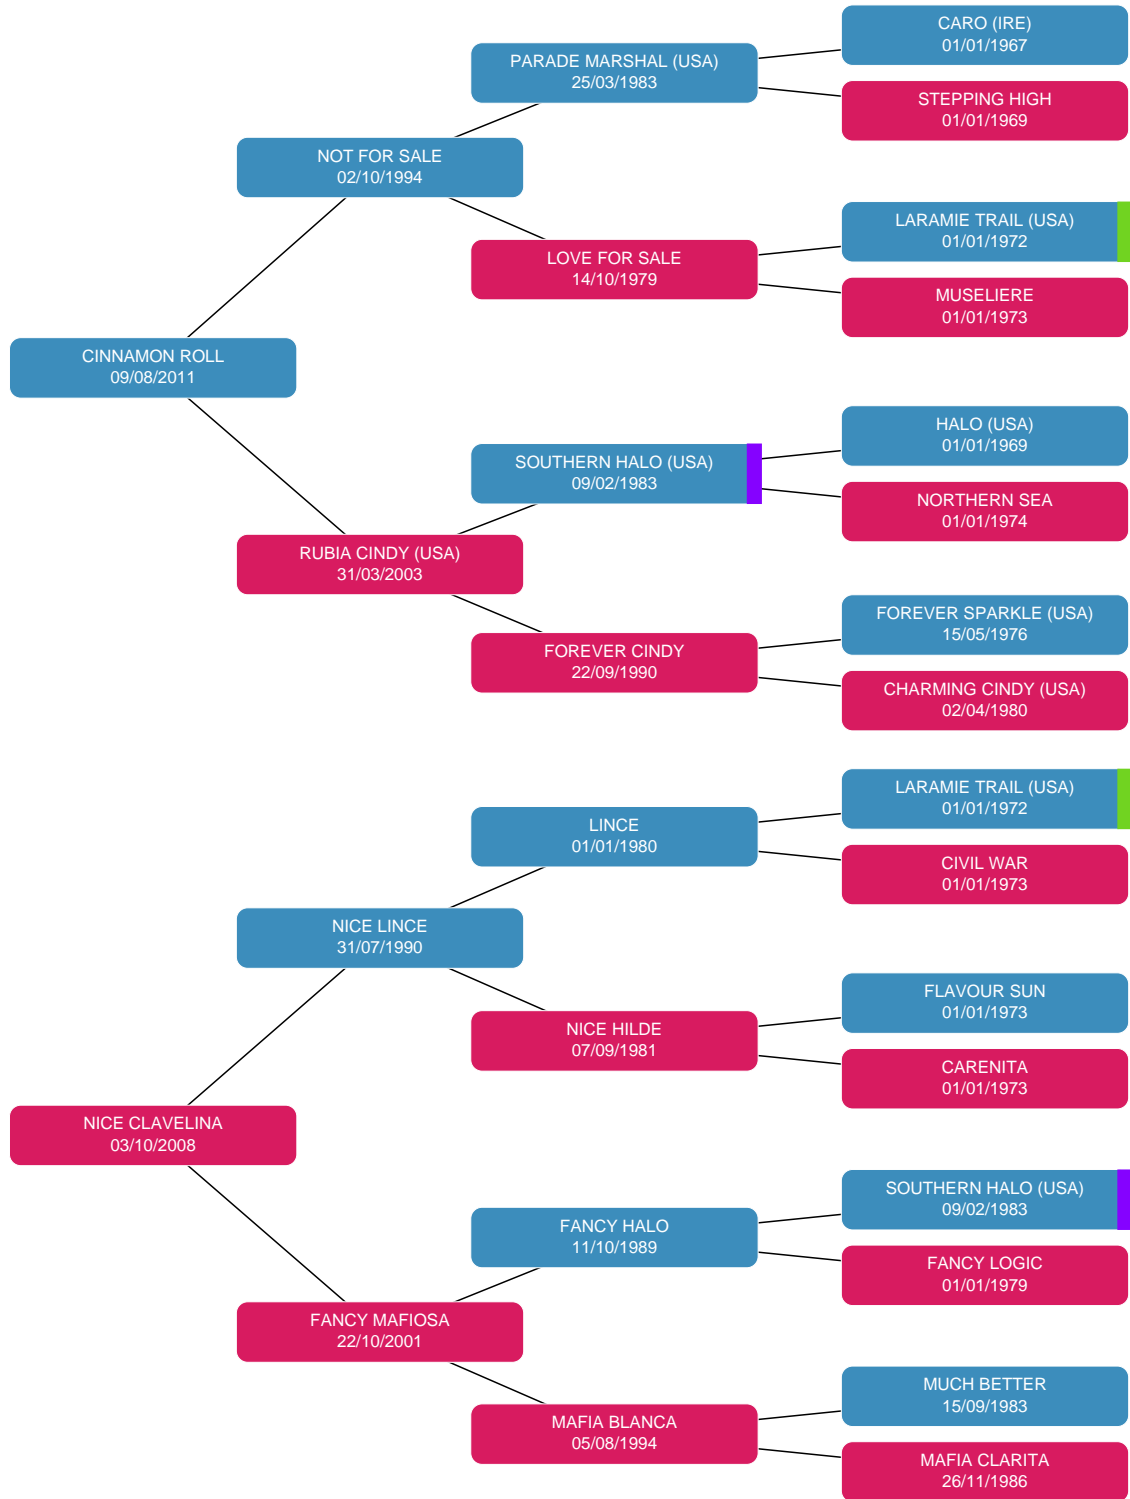 CARO (IRE)
01/01/1967
PARADE MARSHAL (USA)
25/03/1983
STEPPING HIGH
01/01/1969
NOT FOR SALE
02/10/1994
LARAMIE TRAIL (USA)
01/01/1972
LOVE FOR SALE
14/10/1979
MUSELIERE
01/01/1973
CINNAMON ROLL
09/08/2011
HALO (USA)
01/01/1969
SOUTHERN HALO (USA)
09/02/1983
NORTHERN SEA
01/01/1974
RUBIA CINDY (USA)
31/03/2003
FOREVER SPARKLE (USA)
15/05/1976
FOREVER CINDY
22/09/1990
CHARMING CINDY (USA)
02/04/1980
LARAMIE TRAIL (USA)
01/01/1972
LINCE
01/01/1980
CIVIL WAR
01/01/1973
NICE LINCE
31/07/1990
FLAVOUR SUN
01/01/1973
NICE HILDE
07/09/1981
CARENITA
01/01/1973
NICE CLAVELINA
03/10/2008
SOUTHERN HALO (USA)
09/02/1983
FANCY HALO
11/10/1989
FANCY LOGIC
01/01/1979
FANCY MAFIOSA
22/10/2001
MUCH BETTER
15/09/1983
MAFIA BLANCA
05/08/1994
MAFIA CLARITA
26/11/1986